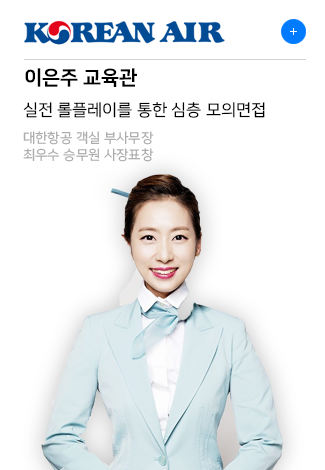 KOREAN AIR
이은주 교육관
실전 롤플레이를 통한 심층 모의면접
대한항공 객실 부사무장
최우수 승무원 사장표창